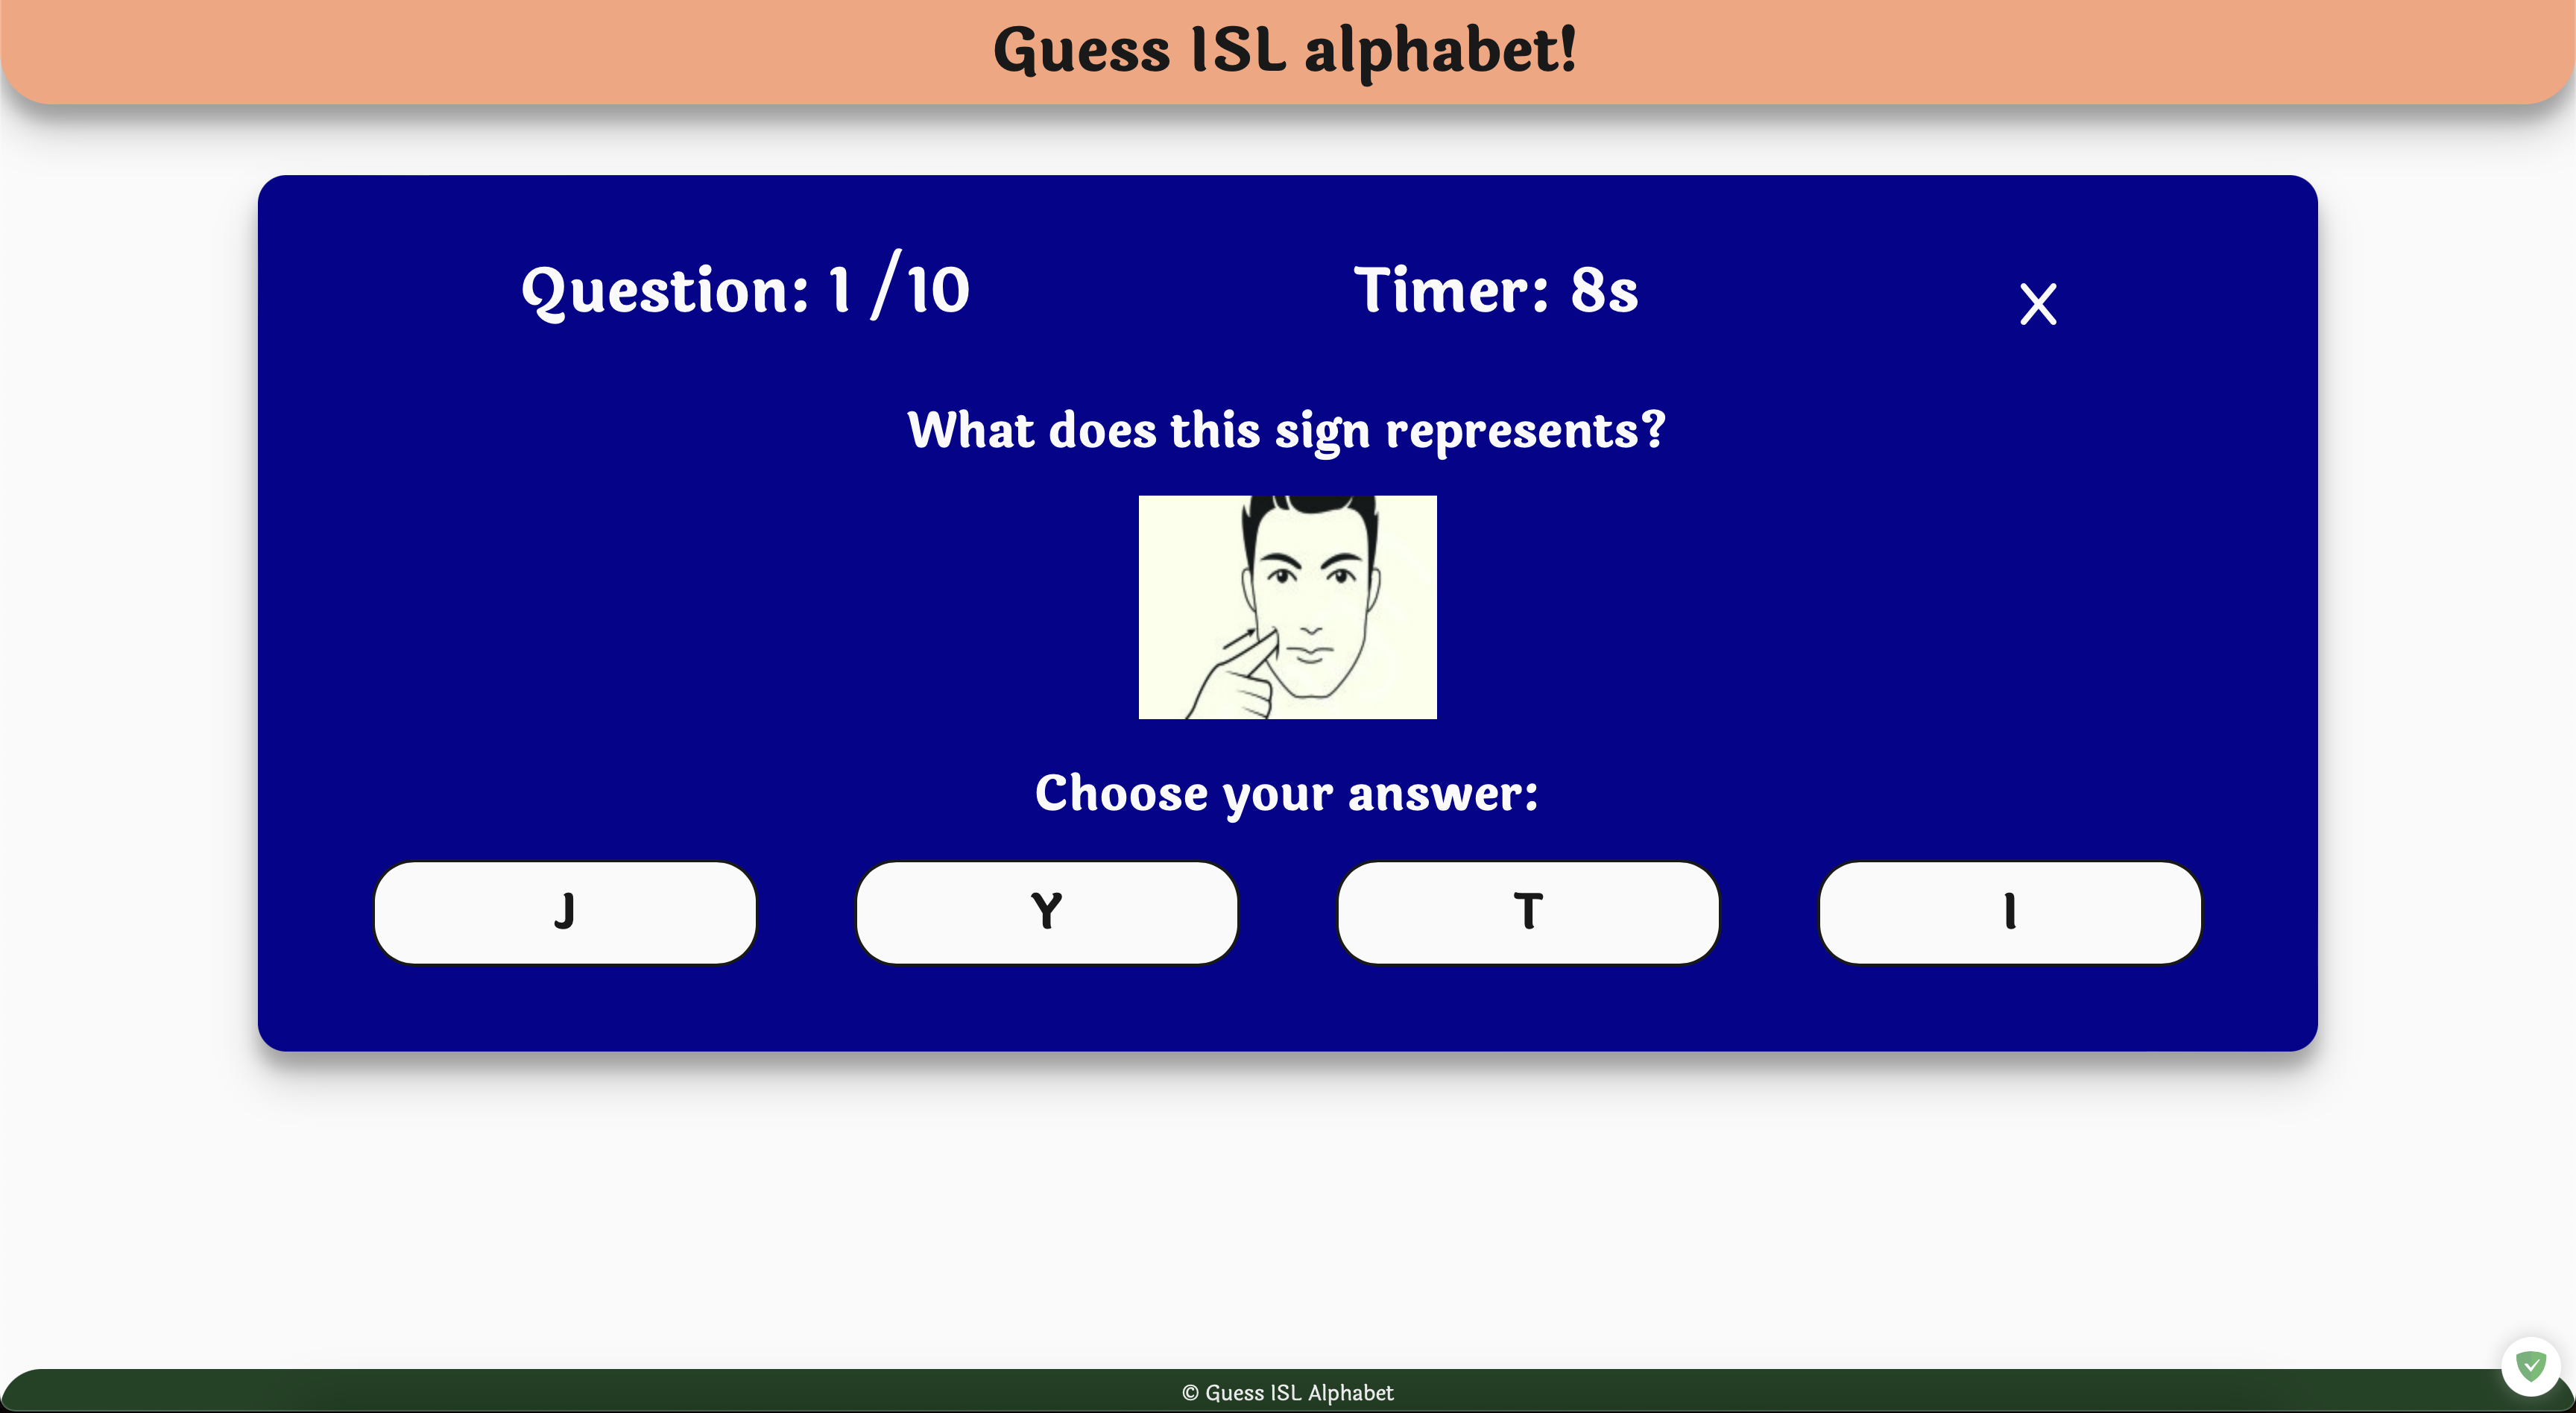 Guess ISL alphabet!
Question: 1 /10
Timer: 8s
X
What does this sign represents?
Choose your answer:
J
Y
T
I
© Guess ISL Alphabet